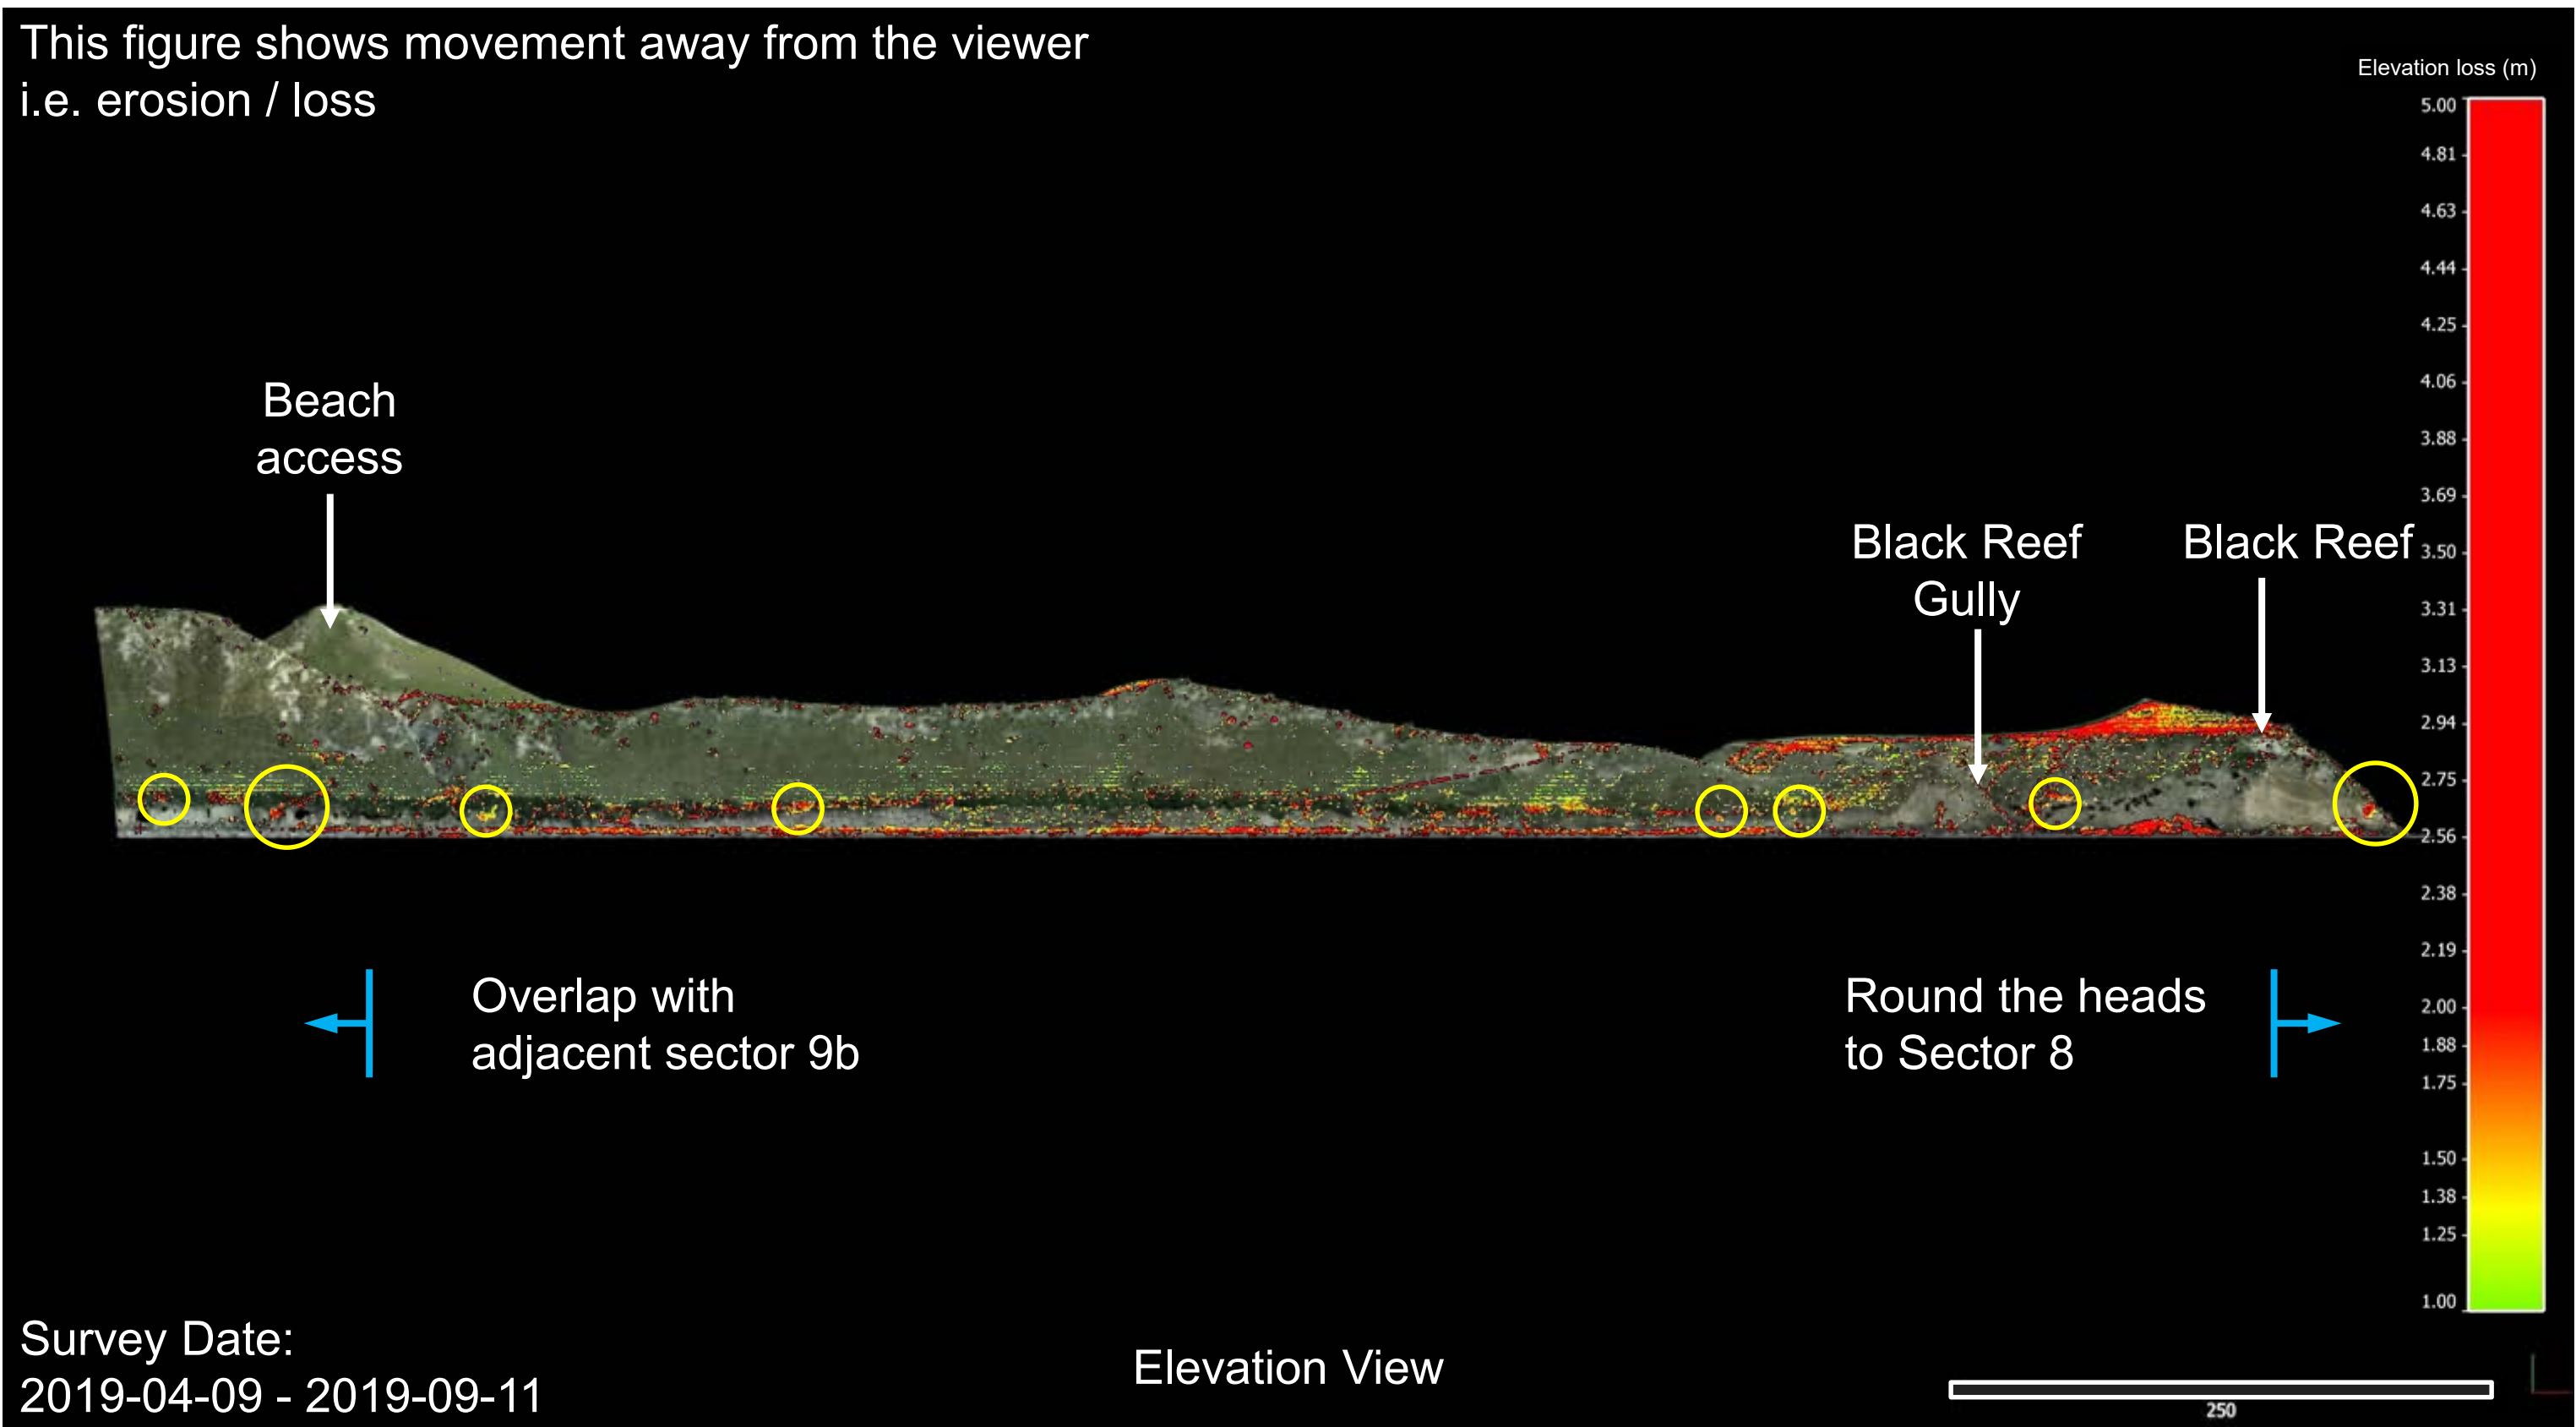 This figure shows movement away from the viewer
i.e. erosion / loss
Elevation loss (m)
5.00
4.81
4.63
4.44
4.25
4.06
3.88
3.69
3.50
3.31
3.13
2.94
2.75
2.56
2.38
2.19
2.00
1.88
1.75
1.50
1.38
1.25
1.00
Beach
access
Black Reef
Gully
Black Reef
Overlap with
adjacent sector 9b
Round the heads
to Sector 8
Survey Date:
2019-04-09 - 2019-09-11
Elevation View
250